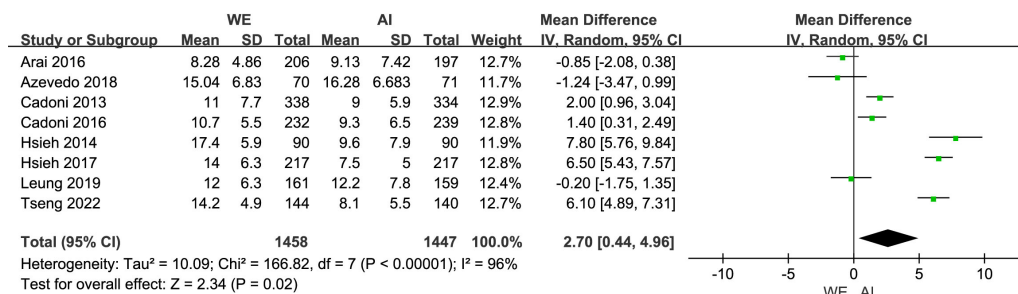 WE AI Mean Difference Mean Difference
Study or Subgroup Mean SD Total Mean SD Total Weight IV, Random, 95% CI IV, Random, 95% CI
Arai 2016 8.28 4.86 206 9.13 7.42 197 12.7% -0.85 [-2.08, 0.38]
Azevedo 2018 15.04 6.83 70 16.28 6.683 71 11.7% -1.24 [-3.47, 0.99]
Cadoni 2013 11 7.7 338 9 5.9 334 12.9% 2.00 [0.96, 3.04]
Cadoni 2016 10.7 5.5 232 9.3 6.5 239 12.8% 1.40 [0.31, 2.49]
Hsieh 2014 17.4 5.9 90 9.6 7.9 90 11.9% 7.80 [5.76, 9.84]
Hsieh 2017 14 6.3 217 7.5 5 217 12.8% 6.50 [5.43, 7.57]
Leung 2019 12 6.3 161 12.2 7.8 159 12.4% -0.20 [-1.75, 1.35]
Tseng 2022 14.2 4.9 144 8.1 5.5 140 12.7% 6.10 [4.89, 7.31]
Total (95% CI) 1458 1447 100.0% 2.70 [0.44, 4.96]
Heterogeneity: Tau² = 10.09; Chi² = 166.82, df = 7 (P < 0.00001); I² = 96%
Test for overall effect: Z = 2.34 (P = 0.02)
-10 -5 0 5 10
WE AI